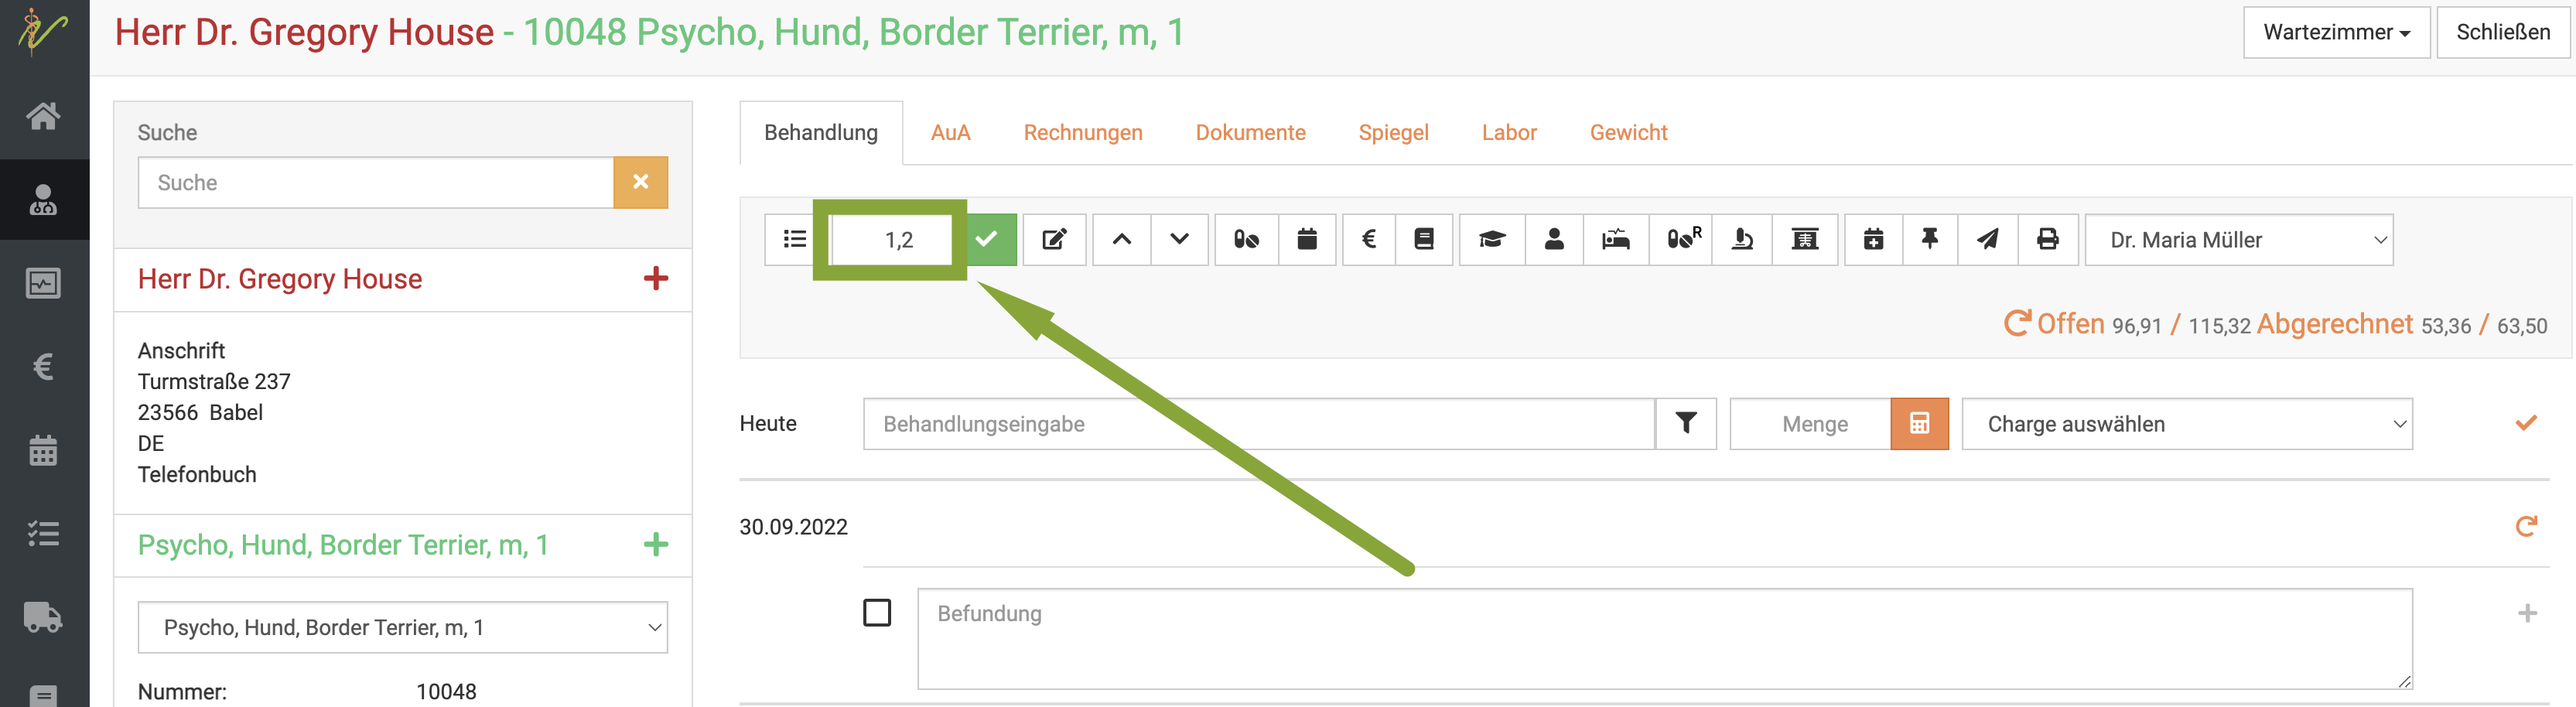 Herr Dr. Gregory House - 10048 Psycho, Hund, Border Terrier, m, 1
Wartezimmer
Schließen
Suche
Suche
Herr Dr. Gregory House
Anschrift
Turmstraße 237
23566 Babel
DE
Telefonbuch
Psycho, Hund, Border Terrier, m, 1
Psycho, Hund, Border Terrier, m, 1
Nummer: 10048
Behandlung AuA Rechnungen Dokumente Spiegel Labor Gewicht
1,2 € R Dr. Maria Müller
Offen 96,91 / 115,32 Abgerechnet 53,36 / 63,50
Heute Behandlungseingabe Menge Charge auswählen
30.09.2022
Befundung